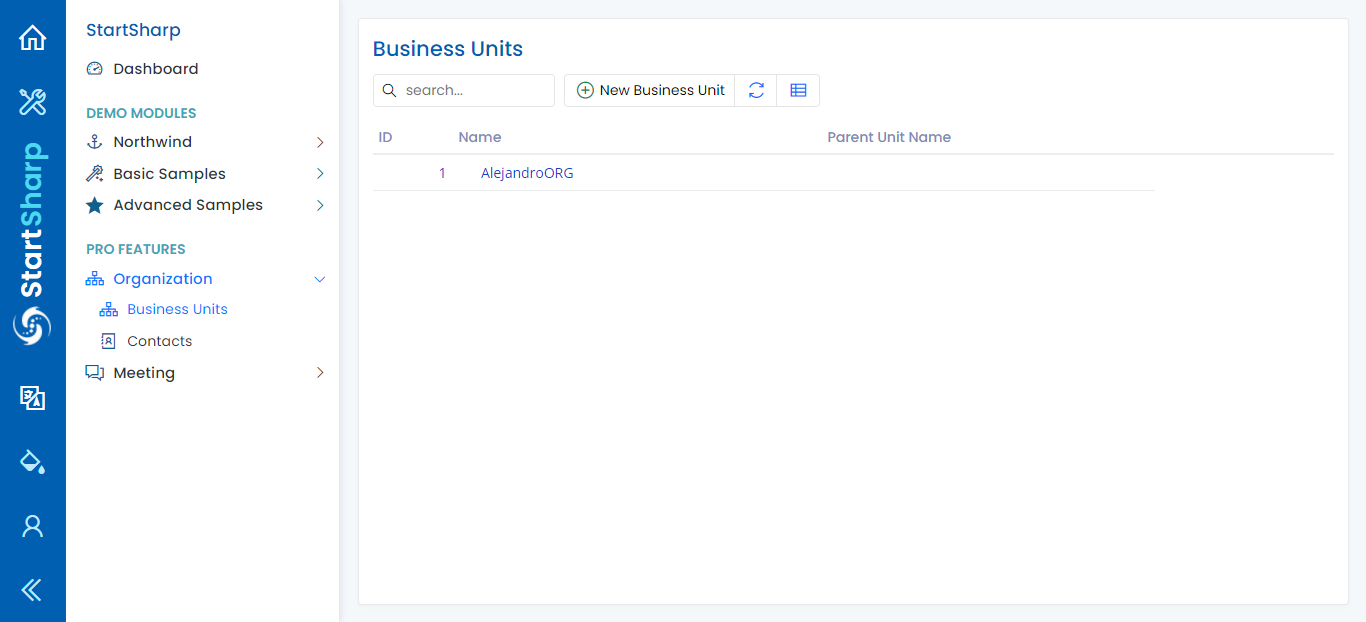 StartSharp
StartSharp
Dashboard
DEMO MODULES
Northwind
Basic Samples
Advanced Samples
PRO FEATURES
Organization
Business Units
Contacts
Meeting
Business Units
search...
New Business Unit
ID Name Parent Unit Name
1 AlejandroORG